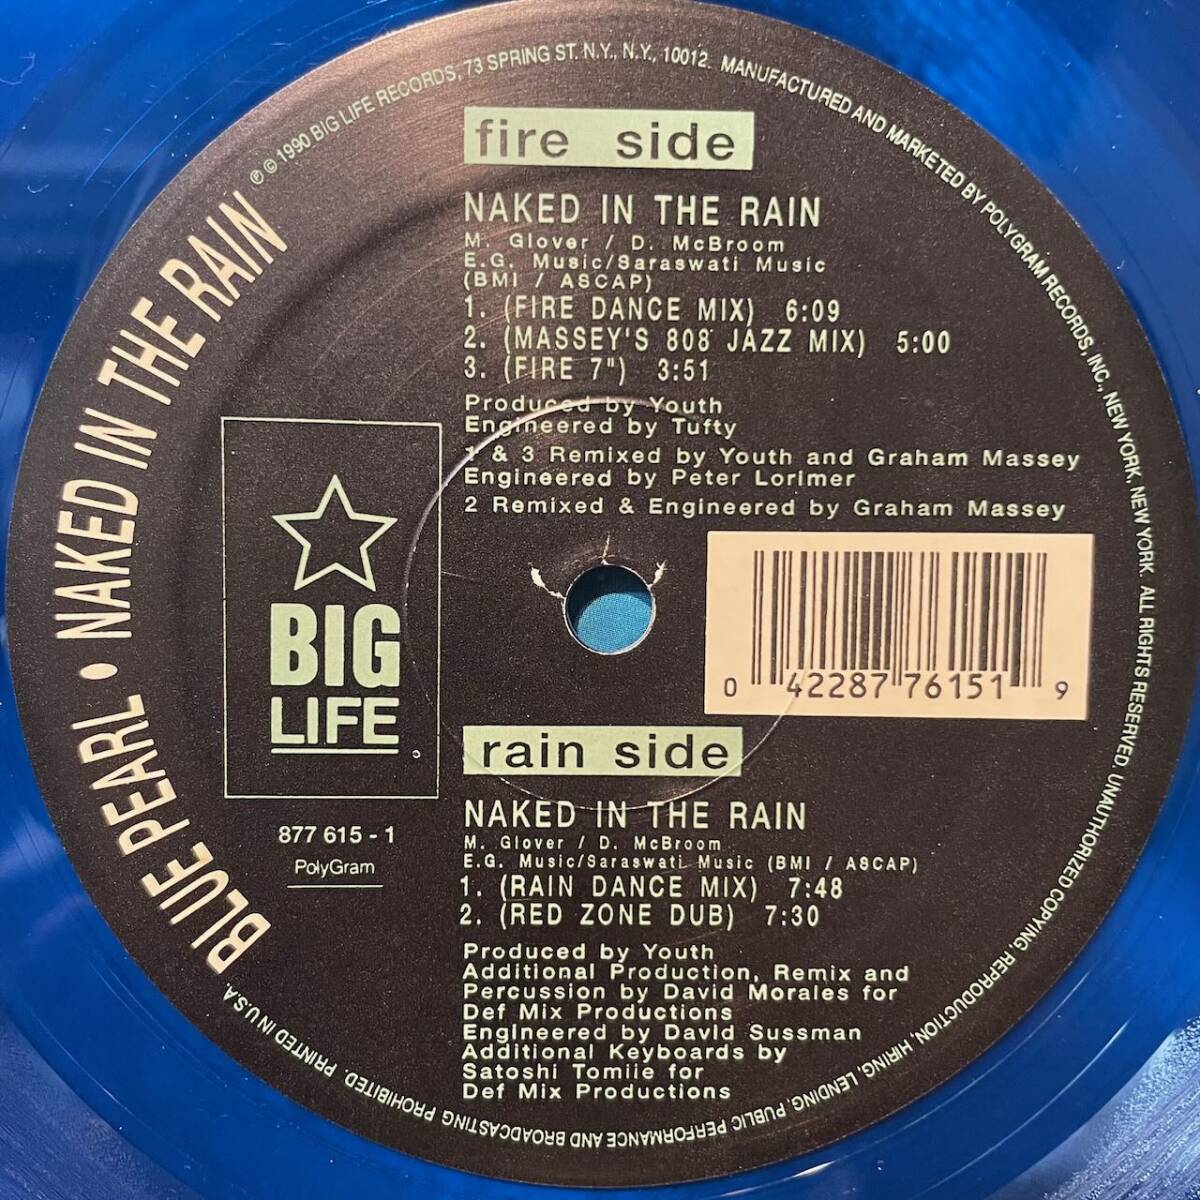 ℗ © 1990 BIG LIFE RECORDS, 73 SPRING ST. N.Y., N.Y., 10012. MANUFACTURED AND MARKETED BY POLYGRAM RECORDS, INC., NEW YORK, NEW YORK. ALL RIGHTS RESERVED. UNAUTHORIZED COPYING, REPRODUCTION, HIRING, LENDING, PUBLIC PERFORMANCE AND BROADCASTING PROHIBITED. PRINTED IN U.S.A.
BLUE PEARL • NAKED IN THE RAIN
fire side
NAKED IN THE RAIN
M. Glover / D. McBroom
E.G. Music/Saraswati Music
(BMI / ASCAP)
1. (FIRE DANCE MIX) 6:09
2. (MASSEY'S 808 JAZZ MIX) 5:00
3. (FIRE 7") 3:51
Produced by Youth
Engineered by Tufty
1 & 3 Remixed by Youth and Graham Massey
Engineered by Peter Lorimer
2 Remixed & Engineered by Graham Massey
BIG
LIFE
877 615 - 1
PolyGram
0 42287 76151 9
rain side
NAKED IN THE RAIN
M. Glover / D. McBroom
E.G. Music/Saraswati Music (BMI / ASCAP)
1. (RAIN DANCE MIX) 7:48
2. (RED ZONE DUB) 7:30
Produced by Youth
Additional Production, Remix and
Percussion by David Morales for
Def Mix Productions
Engineered by David Sussman
Additional Keyboards by
Satoshi Tomiie for
Def Mix Productions